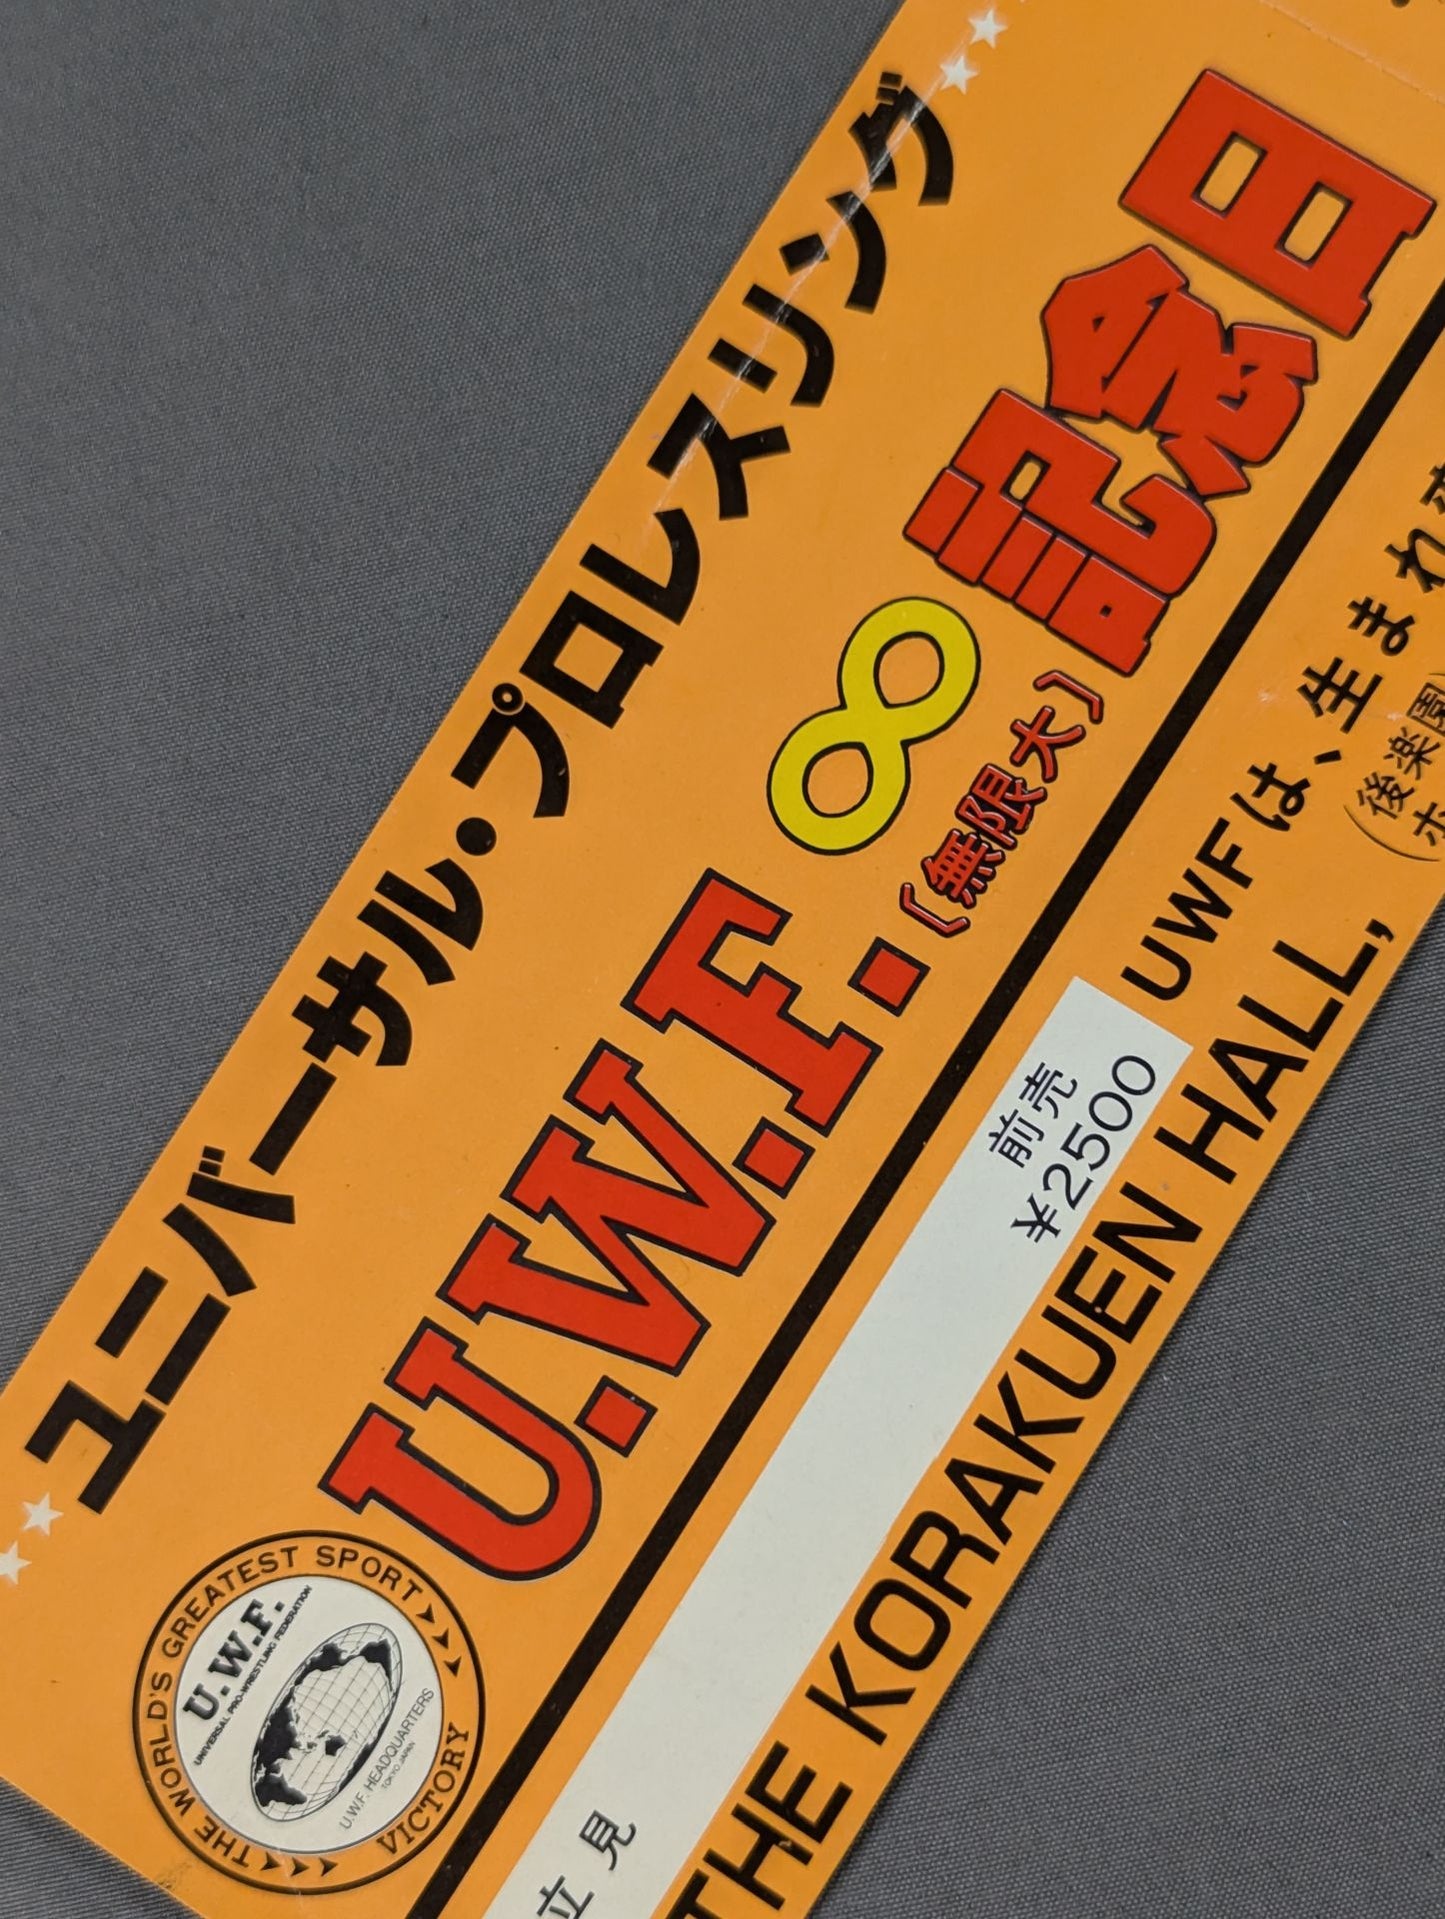 ユニバーサル・プロレスリング
U.W.F.∞記念日
〔無限大〕
THE WORLD'S GREATEST SPORT
U.W.F.
UNIVERSAL PRO-WRESTLING FEDERATION
U.W.F. HEADQUARTERS
TOKYO JAPAN
VICTORY
UWFは、生まれ
(後楽園
ホ
前売
¥2500
立見
THE KORAKUEN HALL,